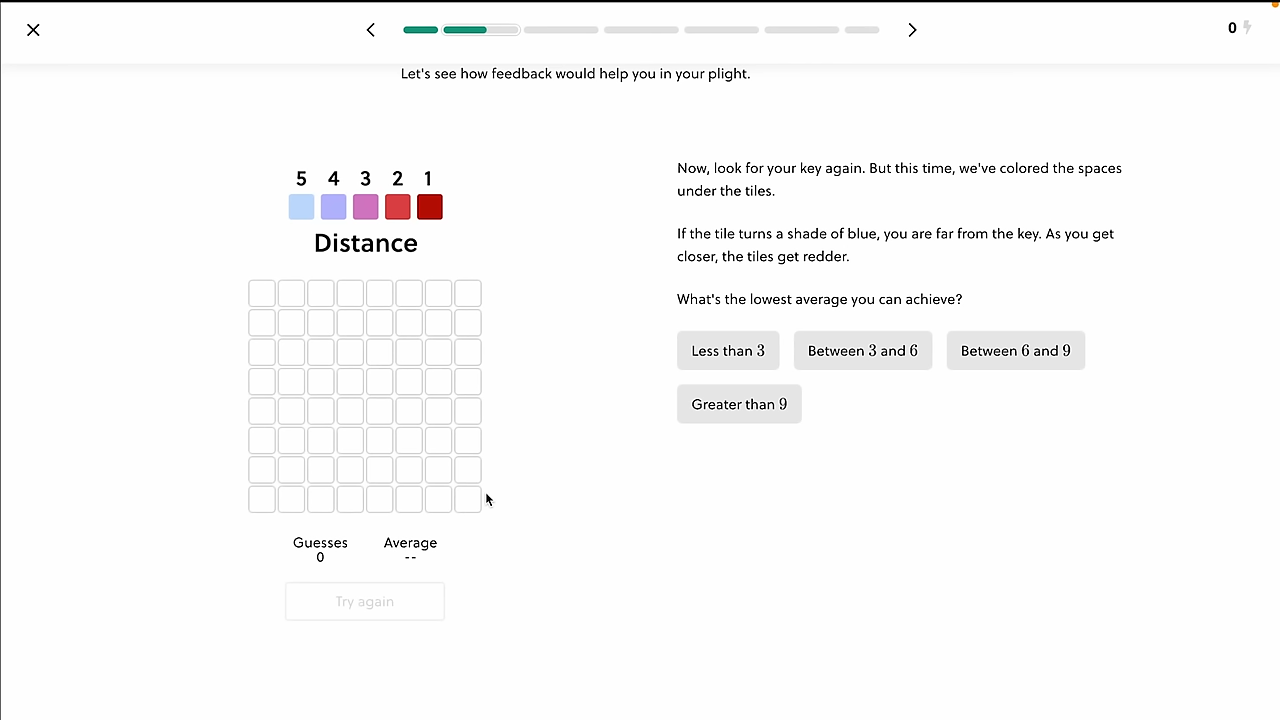 0
Let's see how feedback would help you in your plight.
5 4 3 2 1
Distance
Guesses Average
0 --
Try again
Now, look for your key again. But this time, we've colored the spaces
under the tiles.
If the tile turns a shade of blue, you are far from the key. As you get
closer, the tiles get redder.
What's the lowest average you can achieve?
Less than 3 Between 3 and 6 Between 6 and 9
Greater than 9